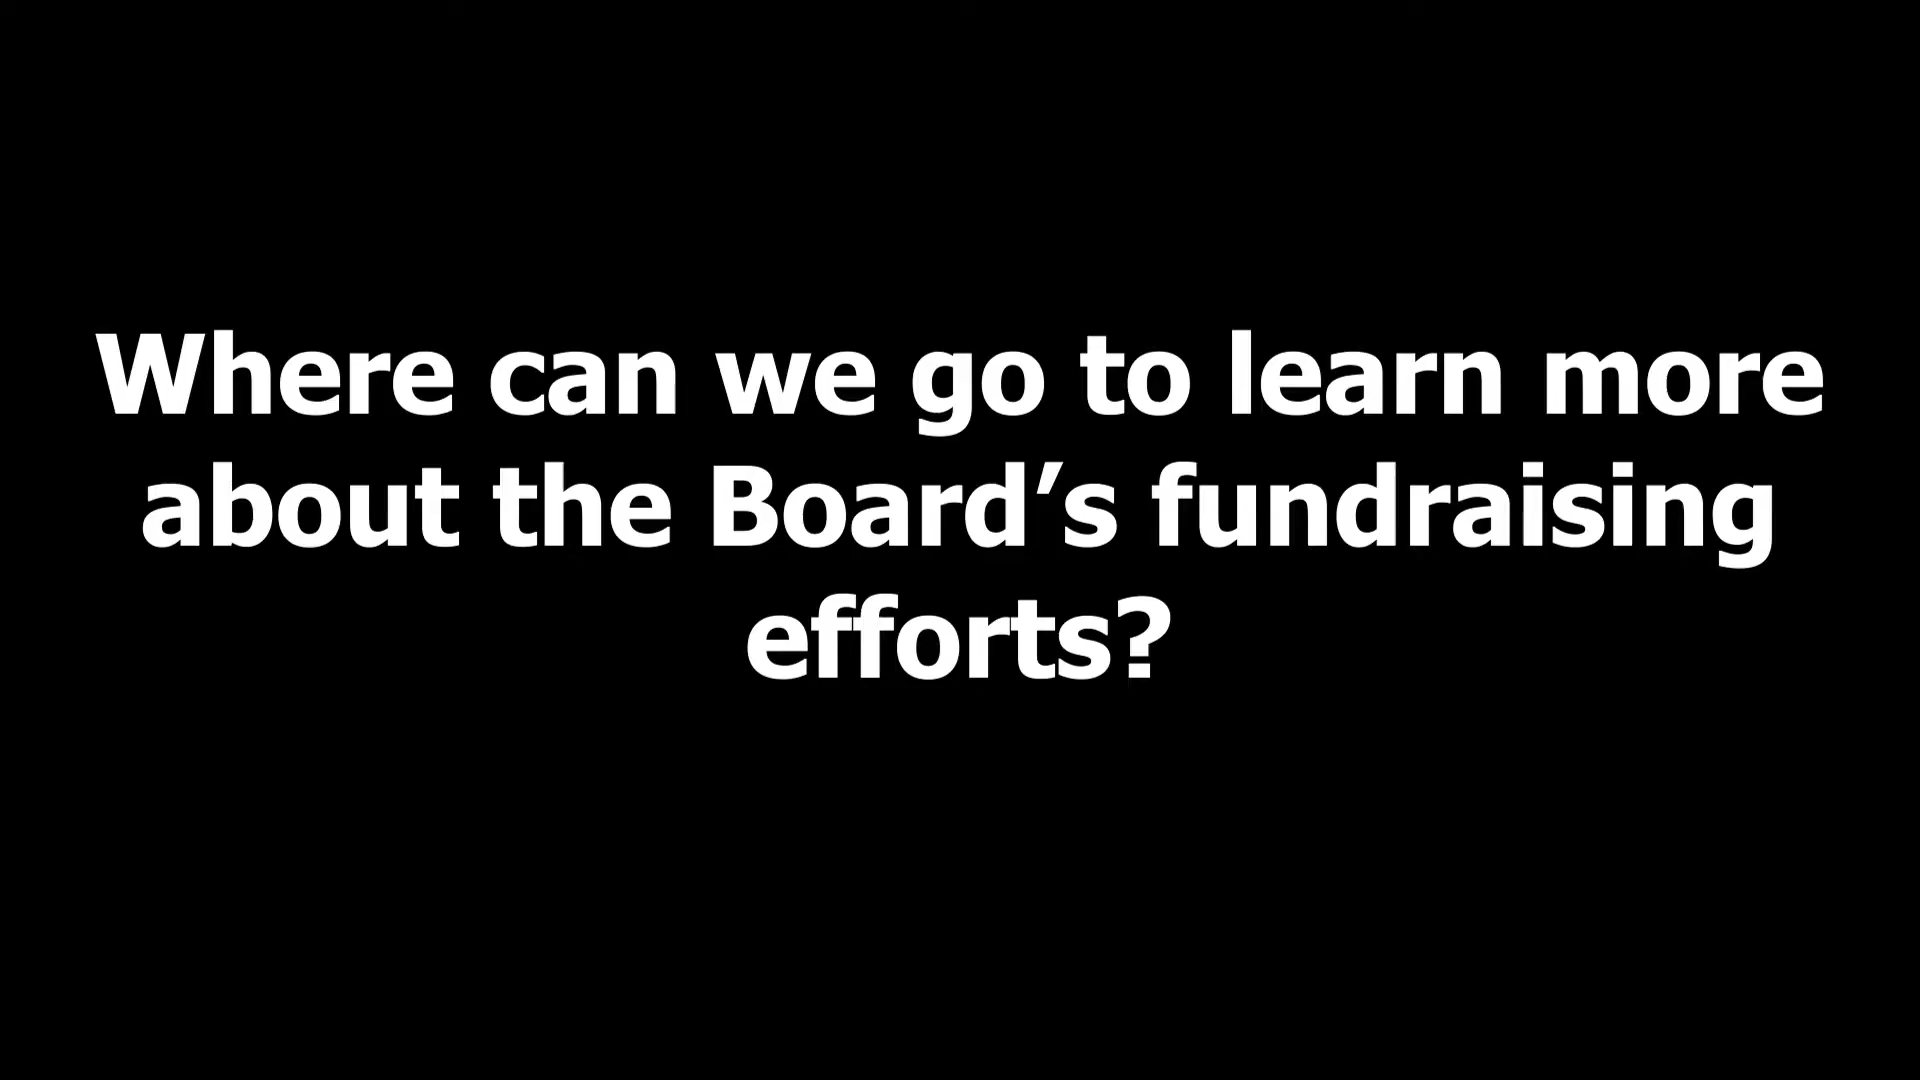 Where can we go to learn more
about the Board’s fundraising
efforts?